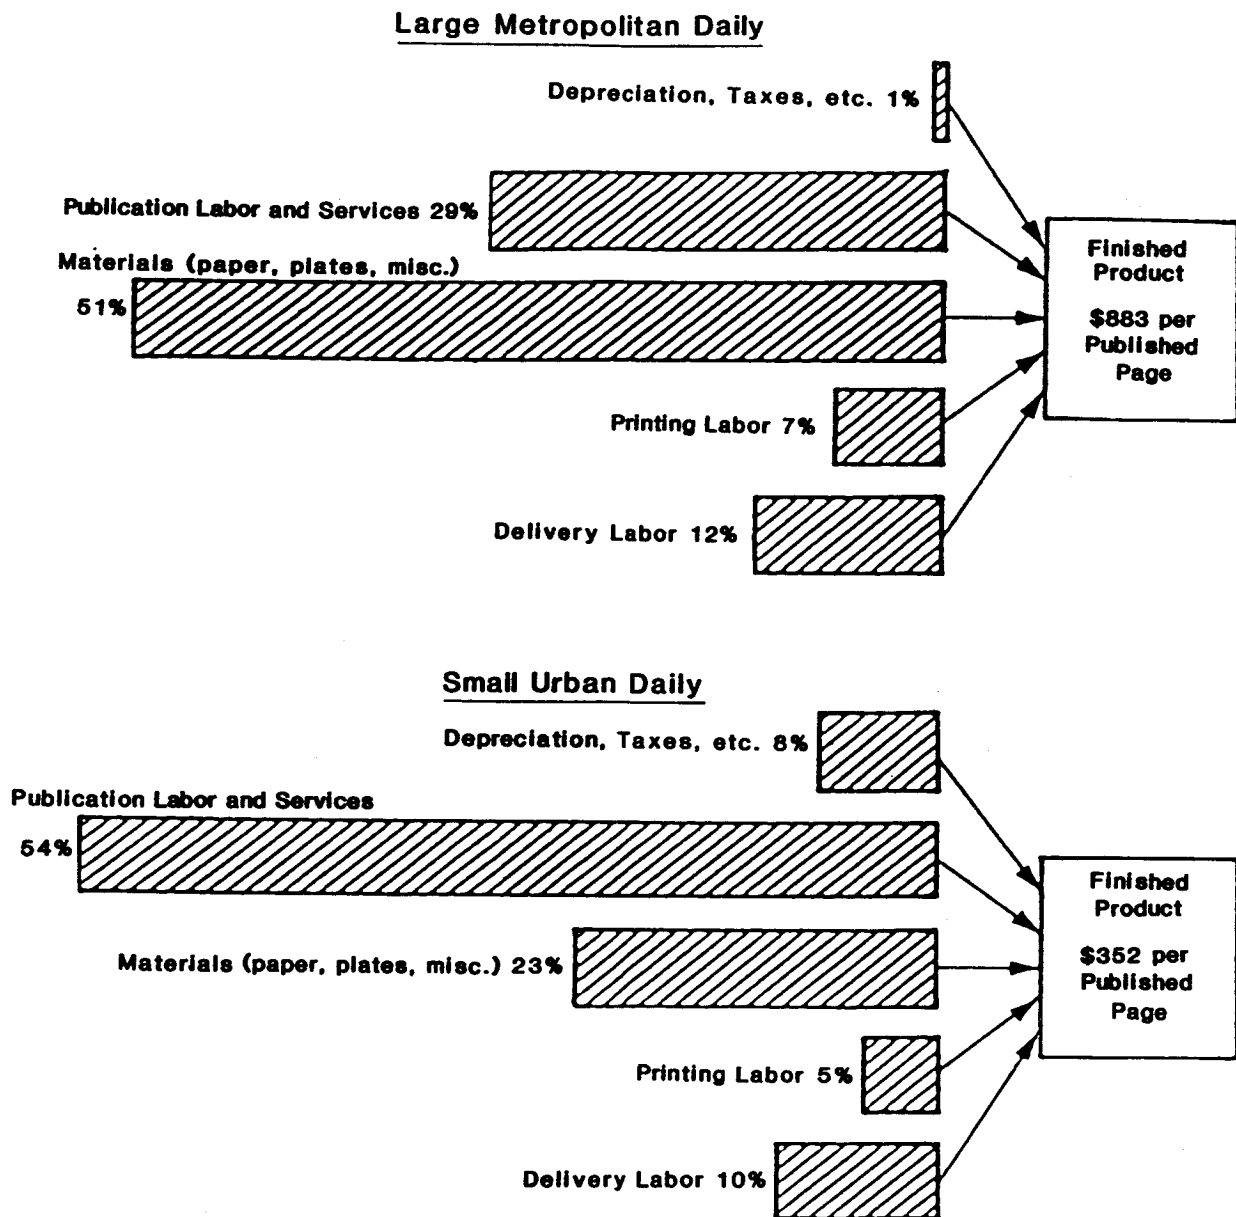 Large Metropolitan Daily
Depreciation, Taxes, etc. 1%
Publication Labor and Services 29%
Materials (paper, plates, misc.)
51%
Printing Labor 7%
Delivery Labor 12%
Finished
Product
$883 per
Published
Page
Small Urban Daily
Depreciation, Taxes, etc. 8%
Publication Labor and Services
54%
Materials (paper, plates, misc.) 23%
Printing Labor 5%
Delivery Labor 10%
Finished
Product
$352 per
Published
Page